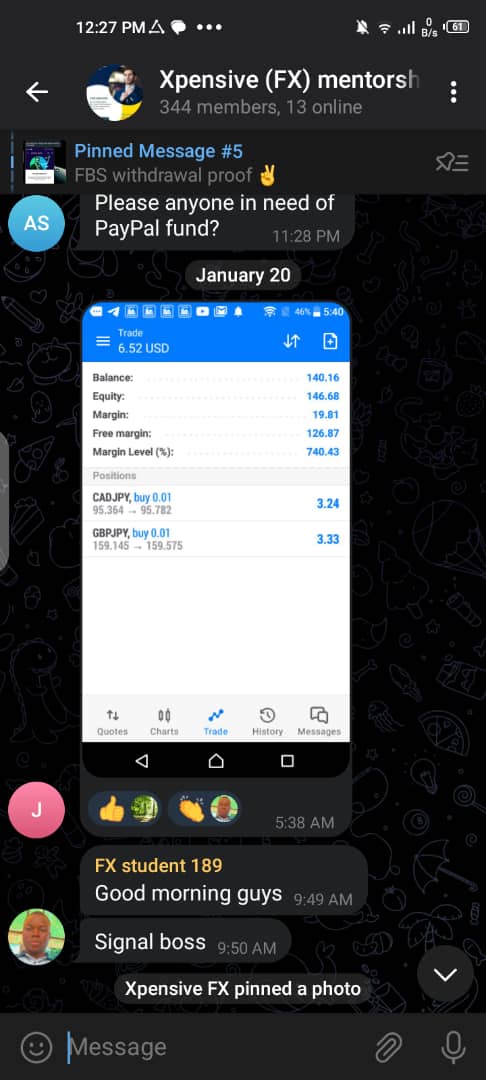 12:27 PM
0
B/s
61
Xpensive (FX) mentorsh
344 members, 13 online
Pinned Message #5
FBS withdrawal proof ✌
AS
Please anyone in need of
PayPal fund?
11:28 PM
January 20
46% 5:40
Trade
6.52 USD
Balance: 140.16
Equity: 146.68
Margin: 19.81
Free margin: 126.87
Margin Level (%): 740.43
Positions
CADJPY, buy 0.01
95.364 → 95.782
3.24
GBPJPY, buy 0.01
159.145 → 159.575
3.33
Quotes
Charts
Trade
History
Messages
J
👍 👏
5:38 AM
FX student 189
Good morning guys 9:49 AM
Signal boss 9:50 AM
Xpensive FX pinned a photo
Message